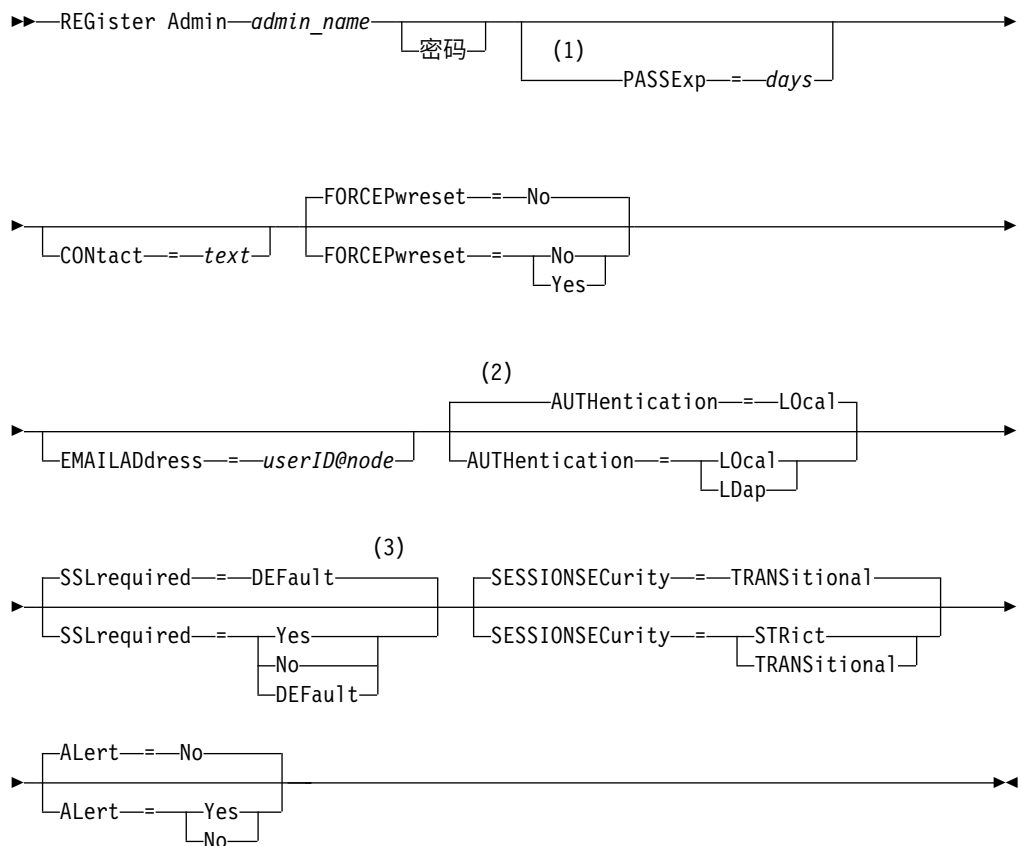 REGister Admin admin_name
密码
(1)
PASSExp = days
FORCEPwreset = No
CONtact = text
FORCEPwreset = No
Yes
(2)
AUTHentication = LOcal
EMAILADdress = userID@node
AUTHentication = LOcal
LDap
(3)
SSLrequired = DEFault
SESSIONSECurity = TRANSitional
SSLrequired = Yes
No
DEFault
SESSIONSECurity = STRict
TRANSitional
ALert = No
ALert = Yes
No